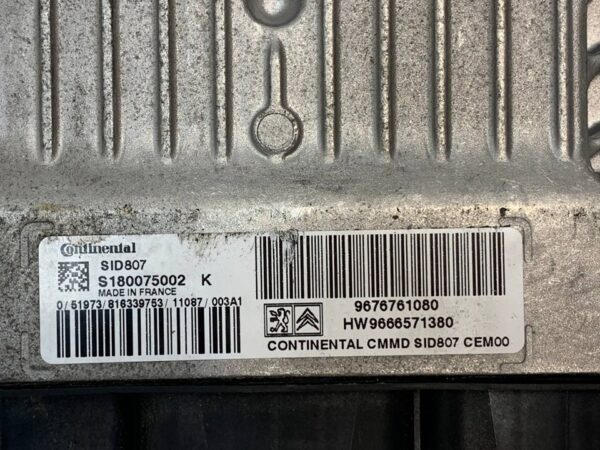 Continental
SID807
S180075002 K
MADE IN FRANCE
0/51973/816339753/11087/003A1
9676761080
HW9666571380
CONTINENTAL CMMD SID807 CEM00